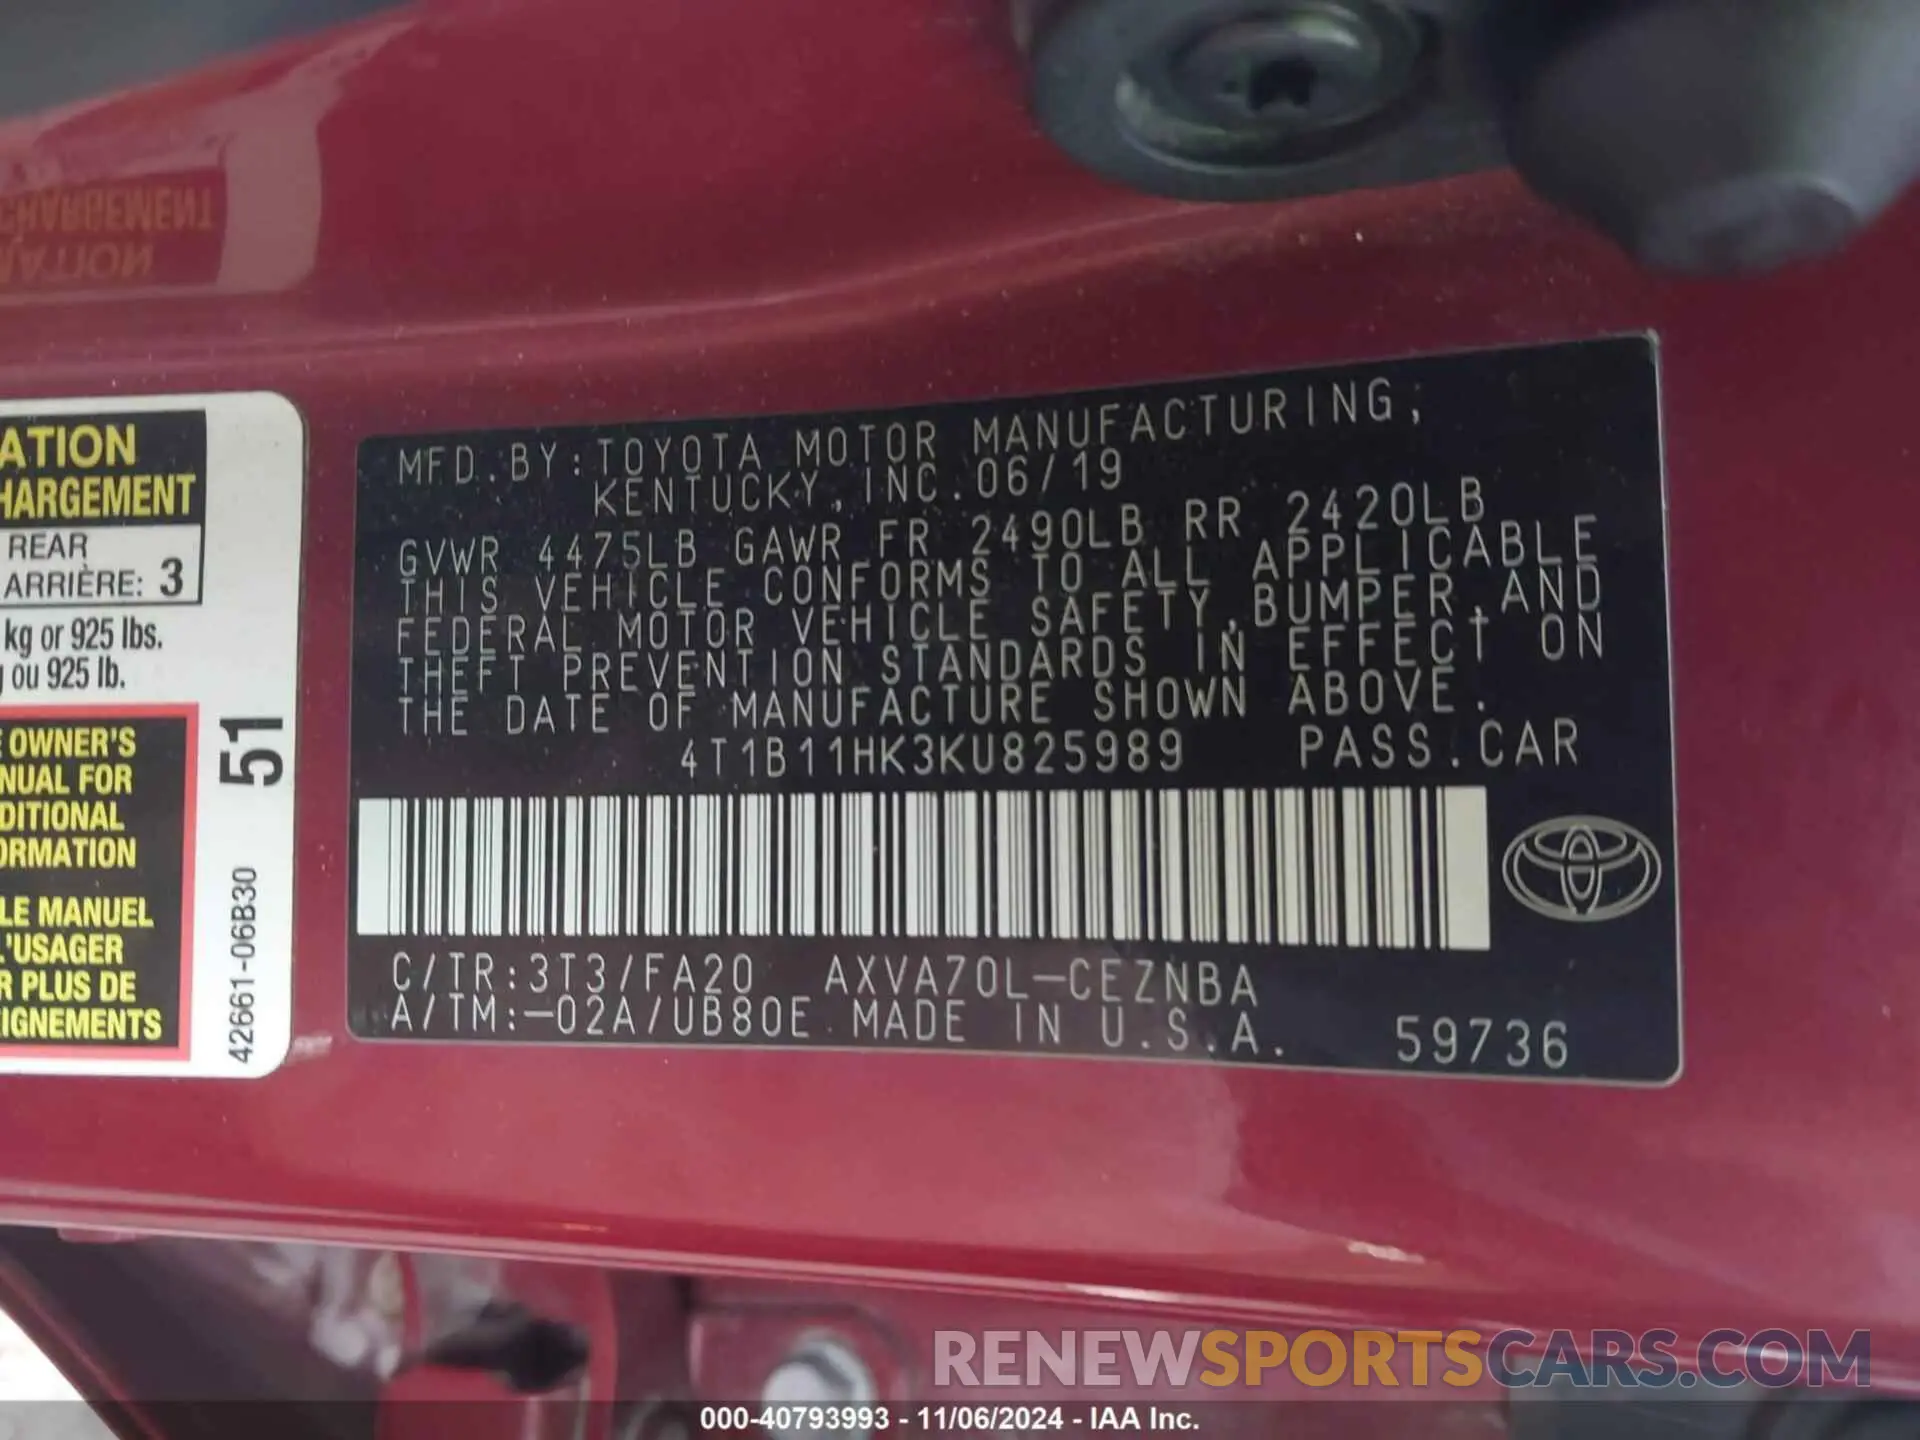 CHARGEMENT
MATION
ATION
HARGEMENT
REAR
ARRIÈRE: 3
kg or 925 lbs.
ou 925 lb.
E OWNER'S
NUAL FOR
DITIONAL
ORMATION
LE MANUEL
L'USAGER
R PLUS DE
EIGNEMENTS
51
42661-06B30
MFD. BY: TOYOTA MOTOR MANUFACTURING,
KENTUCKY, INC. 06/19
GVWR 4475LB GAWR FR 2490LB RR 2420LB
THIS VEHICLE CONFORMS TO ALL APPLICABLE
FEDERAL MOTOR VEHICLE SAFETY, BUMPER, AND
THEFT PREVENTION STANDARDS IN EFFECT ON
THE DATE OF MANUFACTURE SHOWN ABOVE.
4T1B11HK3KU825989 PASS. CAR
C/TR:3T3/FA20 AXVA70L-CEZNBA
A/TM:-02A/UB80E MADE IN U.S.A. 59736
RENEWSPORTSCARS.COM
000-40793993 - 11/06/2024 - IAA Inc.